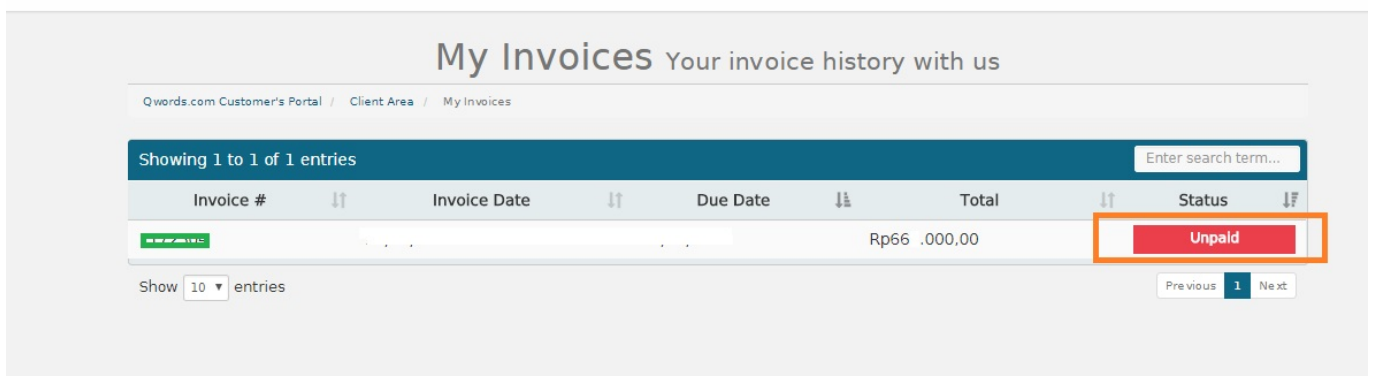 My Invoices Your invoice history with us
Qwords.com Customer's Portal / Client Area / My Invoices
Showing 1 to 1 of 1 entries Enter search term...
Invoice # Invoice Date Due Date Total Status
Rp66 .000,00 Unpaid
Show 10 entries Previous 1 Next